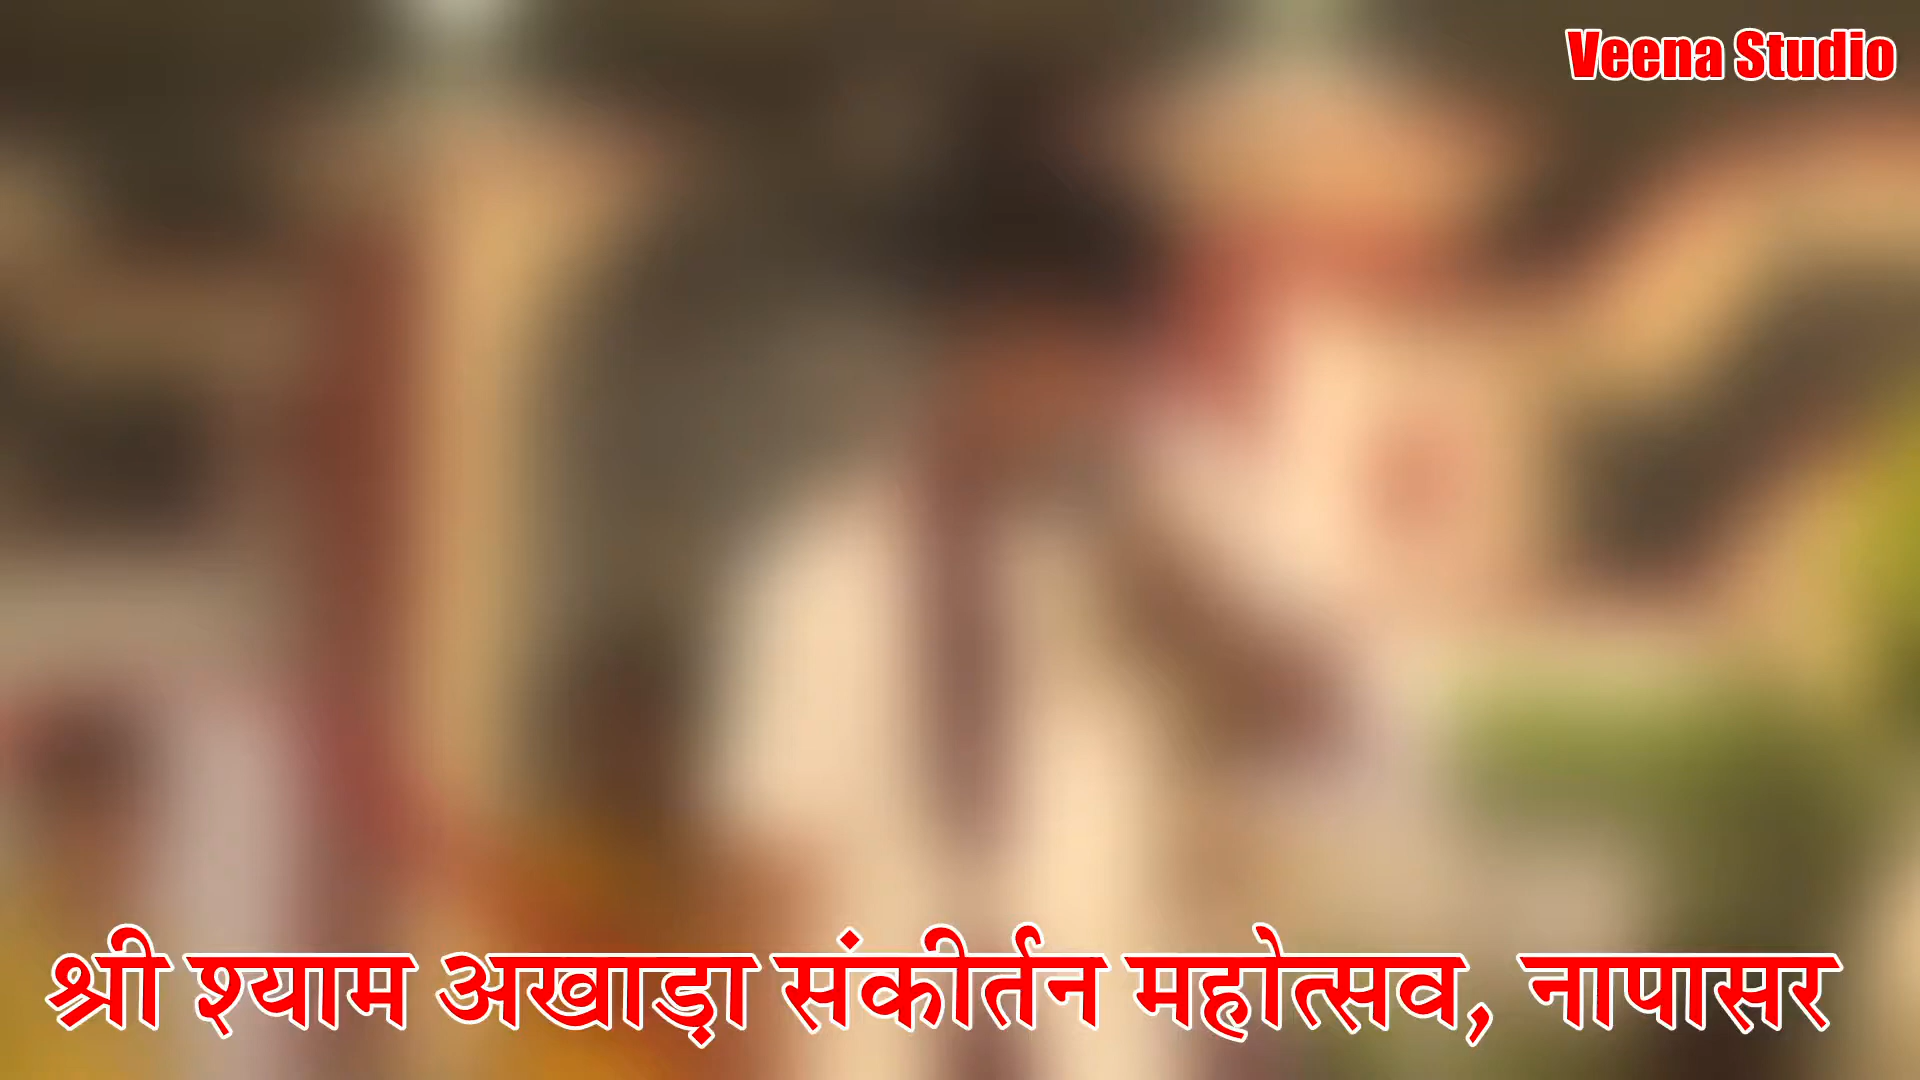 Veena Studio
श्री श्याम अखाड़ा संकीर्तन महोत्सव, नापासर